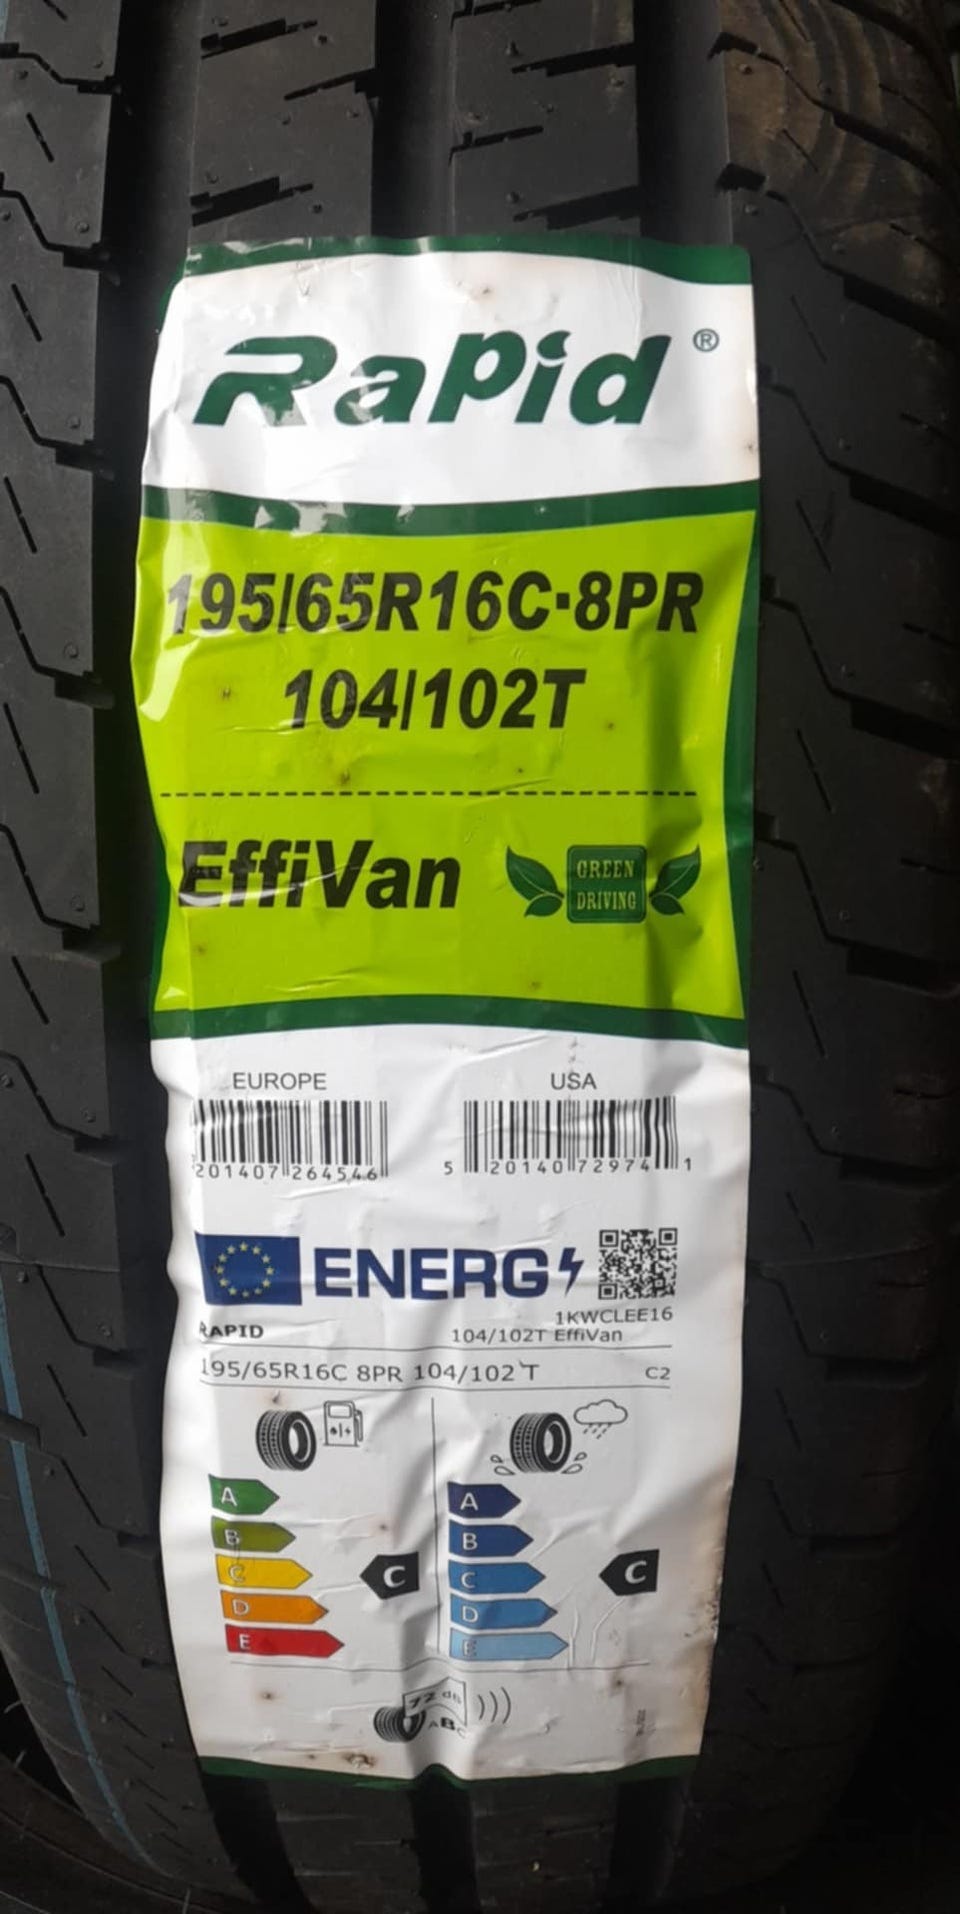 Rapid®
195/65R16C·8PR
104/102T
EffiVan
GREEN
DRIVING
EUROPE
USA
201407 264546
5 20140 72974 1
ENERG
1KWCLEE16
RAPID
104/102T EffiVan
195/65R16C 8PR 104/102 T
C2
A
B
C
D
E
C
A
B
C
D
E
C
72 dB
ABC